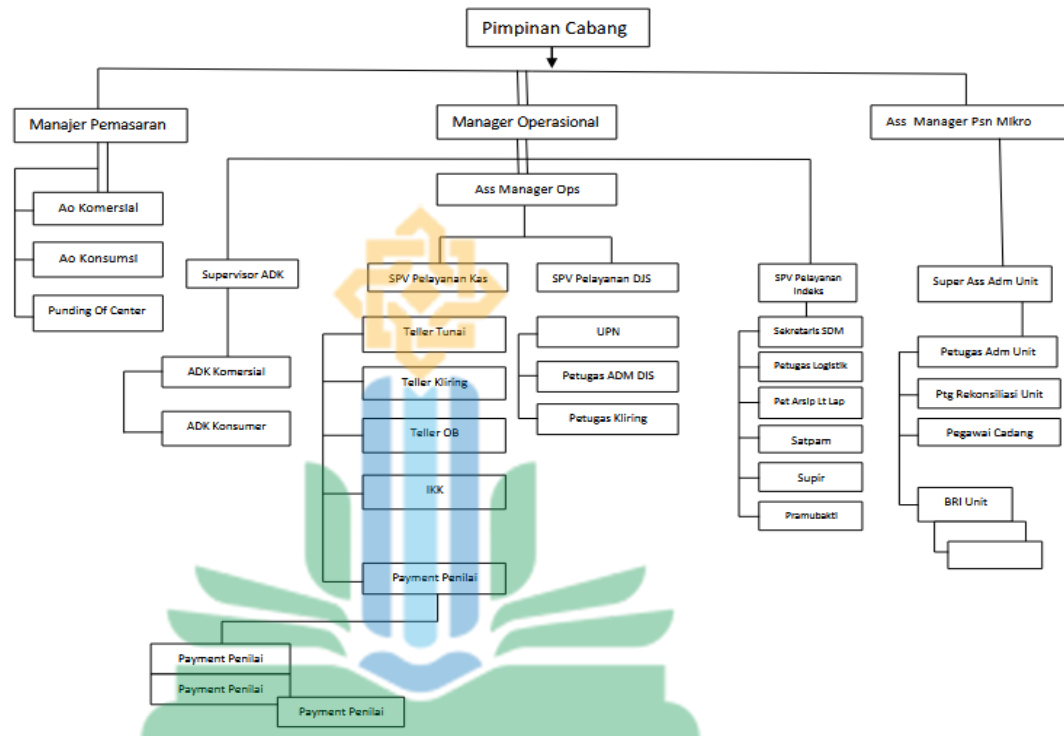 Pimpinan Cabang
Manajer Pemasaran
Manager Operasional
Ass Manager Psn Mikro
Ass Manager Ops
Ao Komersial
Ao Konsumsi
Punding Of Center
Supervisor ADK
SPV Pelayanan Kas
SPV Pelayanan DJS
SPV Pelayanan
Indeks
Super Ass Adm Unit
ADK Komersial
ADK Konsumer
Teller Tunai
Teller Kliring
Teller OB
IKK
Payment Penilai
Payment Penilai
Payment Penilai
Payment Penilai
UPN
Petugas ADM DIS
Petugas Kliring
Sekretaris SDM
Petugas Logistik
Pet Arsip Lt Lap
Satpam
Supir
Pramubakti
Petugas Adm Unit
Ptg Rekonsiliasi Unit
Pegawai Cadang
BRI Unit